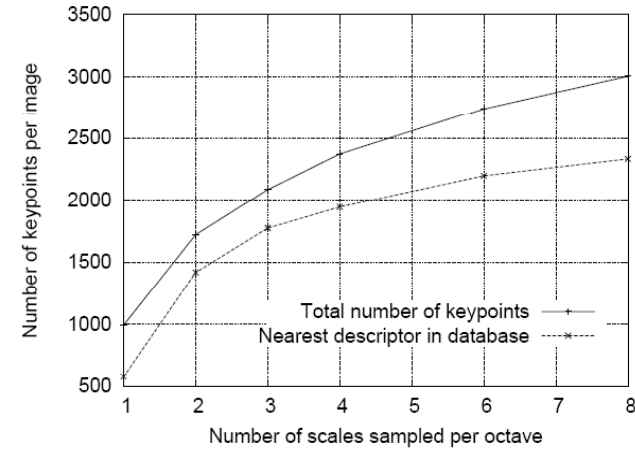 3500
3000
2500
2000
1500
1000
500
Number of keypoints per image
Total number of keypoints
Nearest descriptor in database
1 2 3 4 5 6 7 8
Number of scales sampled per octave